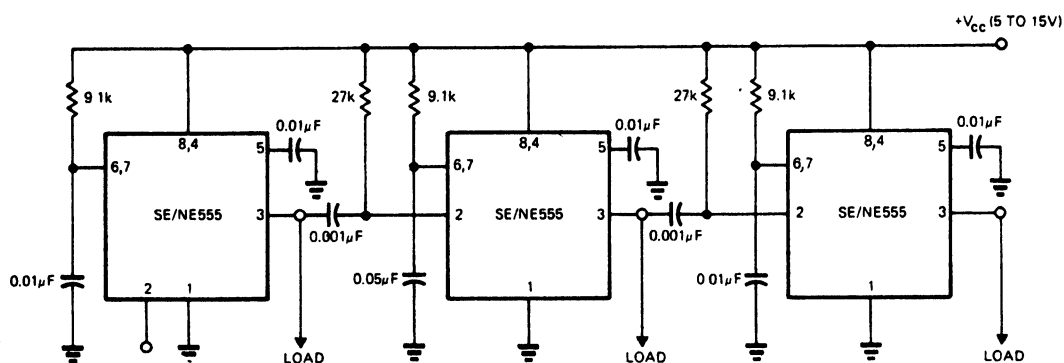 +VCC (5 TO 15V)
9.1k
27k
9.1k
27k
9.1k
8,4
5
0.01µF
8,4
5
0.01µF
8,4
5
0.01µF
6,7
6,7
6,7
SE/NE555
3
0.001µF
2
SE/NE555
3
0.001µF
2
SE/NE555
3
0.01µF
2
1
0.05µF
1
0.01µF
1
LOAD
LOAD
LOAD